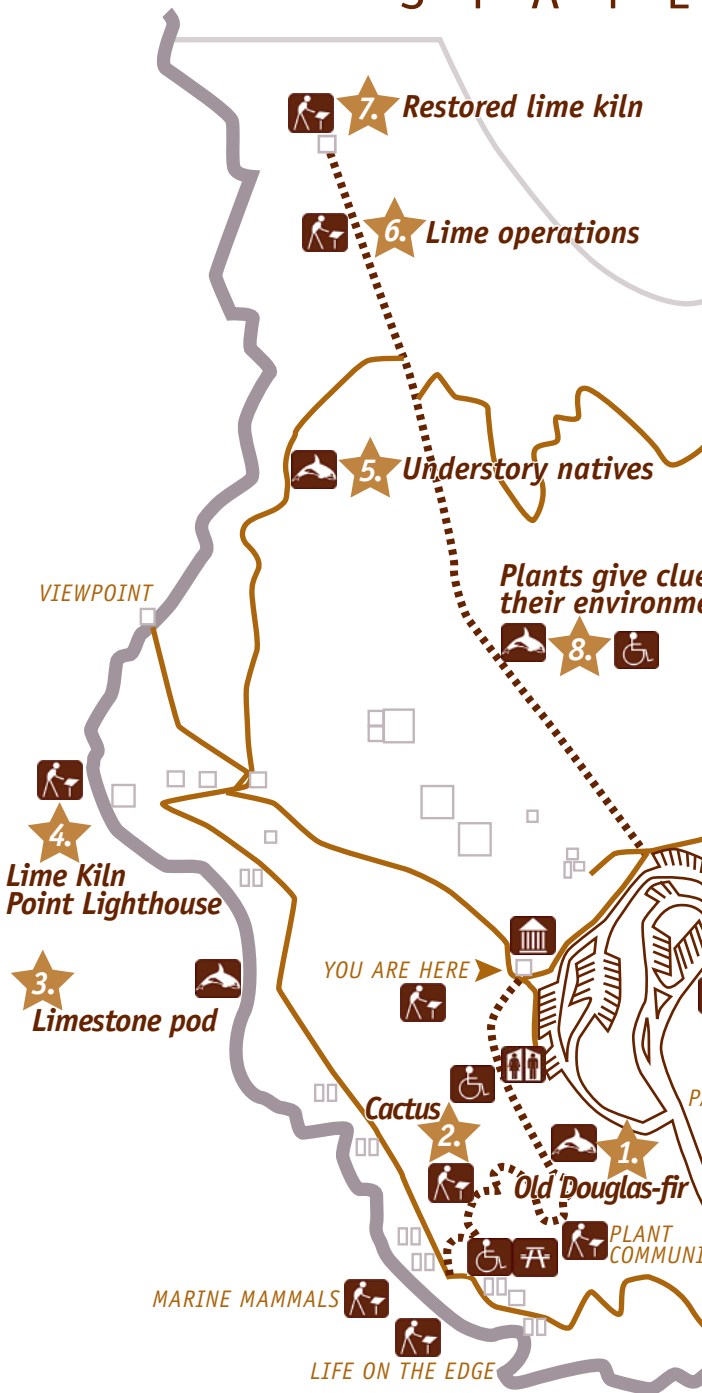 7. Restored lime kiln
6. Lime operations
5. Understory natives
VIEWPOINT
Plants give clue
their environme
8.
4.
Lime Kiln
Point Lighthouse
YOU ARE HERE
3.
Limestone pod
Cactus
2.
1.
Old Douglas-fir
PLANT
COMMUNI
MARINE MAMMALS
LIFE ON THE EDGE